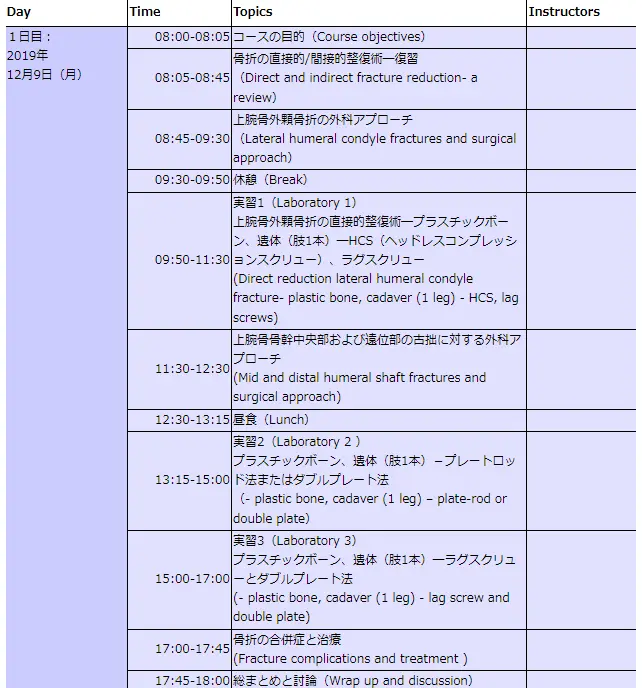 Day Time Topics Instructors
1日目：
2019年
12月9日（月）
08:00-08:05 コースの目的（Course objectives）
08:05-08:45
骨折の直接的/間接的整復術―復習
（Direct and indirect fracture reduction- a
review）
08:45-09:30
上腕骨外顆骨折の外科アプローチ
（Lateral humeral condyle fractures and surgical
approach）
09:30-09:50 休憩（Break）
09:50-11:30
実習1（Laboratory 1）
上腕骨外顆骨折の直接的整復術―プラスチックボー
ン、遺体（肢1本）―HCS（ヘッドレスコンプレッシ
ョンスクリュー）、ラグスクリュー
(Direct reduction lateral humeral condyle
fracture- plastic bone, cadaver (1 leg) - HCS, lag
screws)
11:30-12:30
上腕骨骨幹中央部および遠位部の古拙に対する外科ア
プローチ
(Mid and distal humeral shaft fractures and
surgical approach)
12:30-13:15 昼食（Lunch）
13:15-15:00
実習2（Laboratory 2 ）
プラスチックボーン、遺体（肢1本）－プレートロッ
ド法またはダブルプレート法
（- plastic bone, cadaver (1 leg) – plate-rod or
double plate）
15:00-17:00
実習3（Laboratory 3）
プラスチックボーン、遺体（肢1本）―ラグスクリュ
ーとダブルプレート法
(- plastic bone, cadaver (1 leg) - lag screw and
double plate)
17:00-17:45
骨折の合併症と治療
(Fracture complications and treatment )
17:45-18:00 総まとめと討論（Wrap up and discussion）